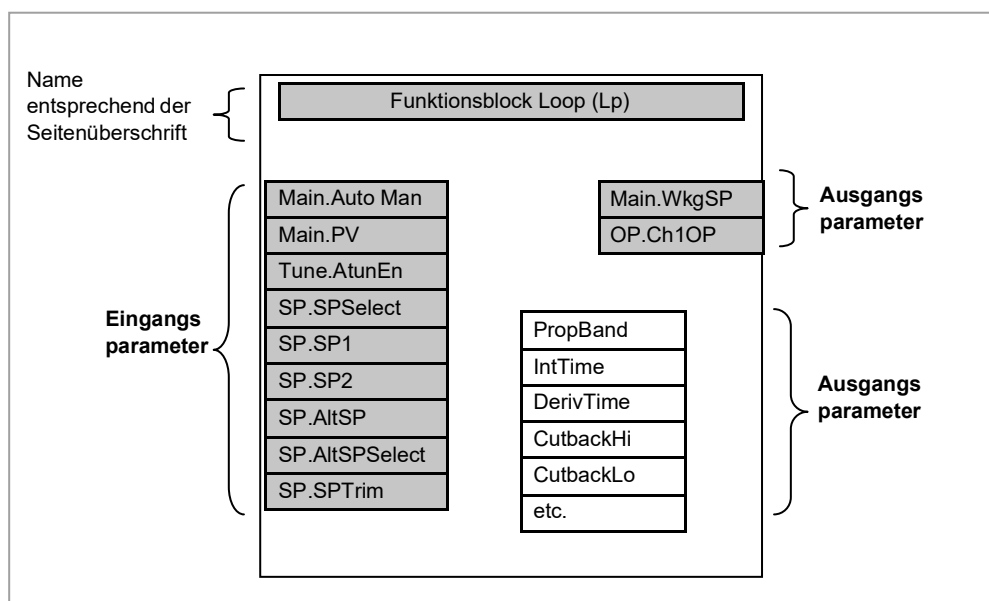 Name
entsprechend der
Seitenüberschrift
Funktionsblock Loop (Lp)
Eingangs
parameter
Main.Auto Man
Main.PV
Tune.AtunEn
SP.SPSelect
SP.SP1
SP.SP2
SP.AltSP
SP.AltSPSelect
SP.SPTrim
Main.WkgSP
OP.Ch1OP
Ausgangs
parameter
PropBand
IntTime
DerivTime
CutbackHi
CutbackLo
etc.
Ausgangs
parameter